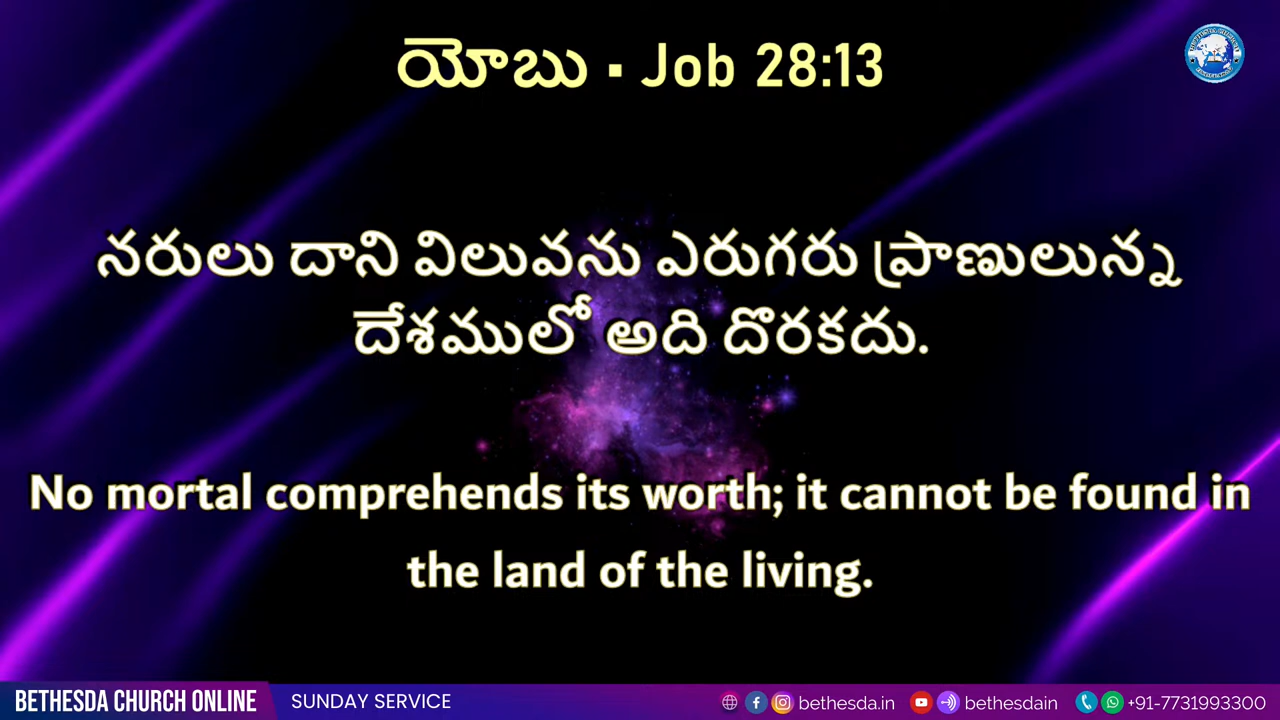 యోబు • Job 28:13
నరులు దాని విలువను ఎరుగరు ప్రాణులున్న
దేశములో అది దొరకదు.
No mortal comprehends its worth; it cannot be found in
the land of the living.
BETHESDA CHURCH ONLINE SUNDAY SERVICE bethesda.in bethesdain +91-7731993300